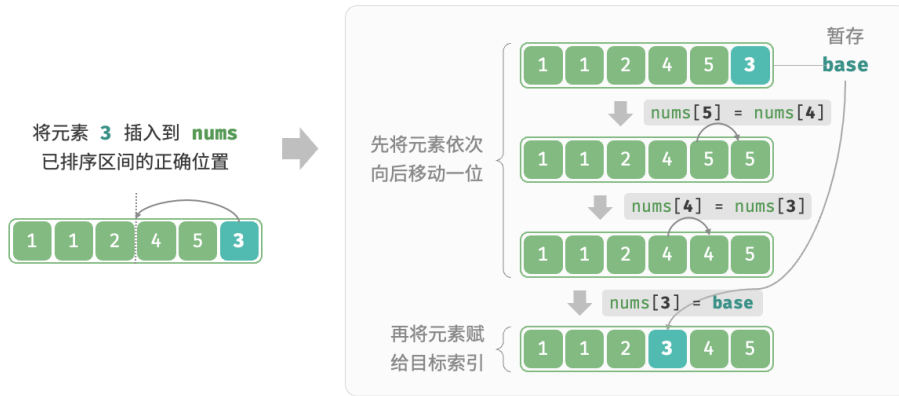 将元素 3 插入到 nums
已排序区间的正确位置
1 1 2 4 5 3
暂存
base
1 1 2 4 5 3
nums[5] = nums[4]
先将元素依次
向后移动一位
1 1 2 4 5 5
nums[4] = nums[3]
1 1 2 4 4 5
nums[3] = base
再将元素赋
给目标索引
1 1 2 3 4 5